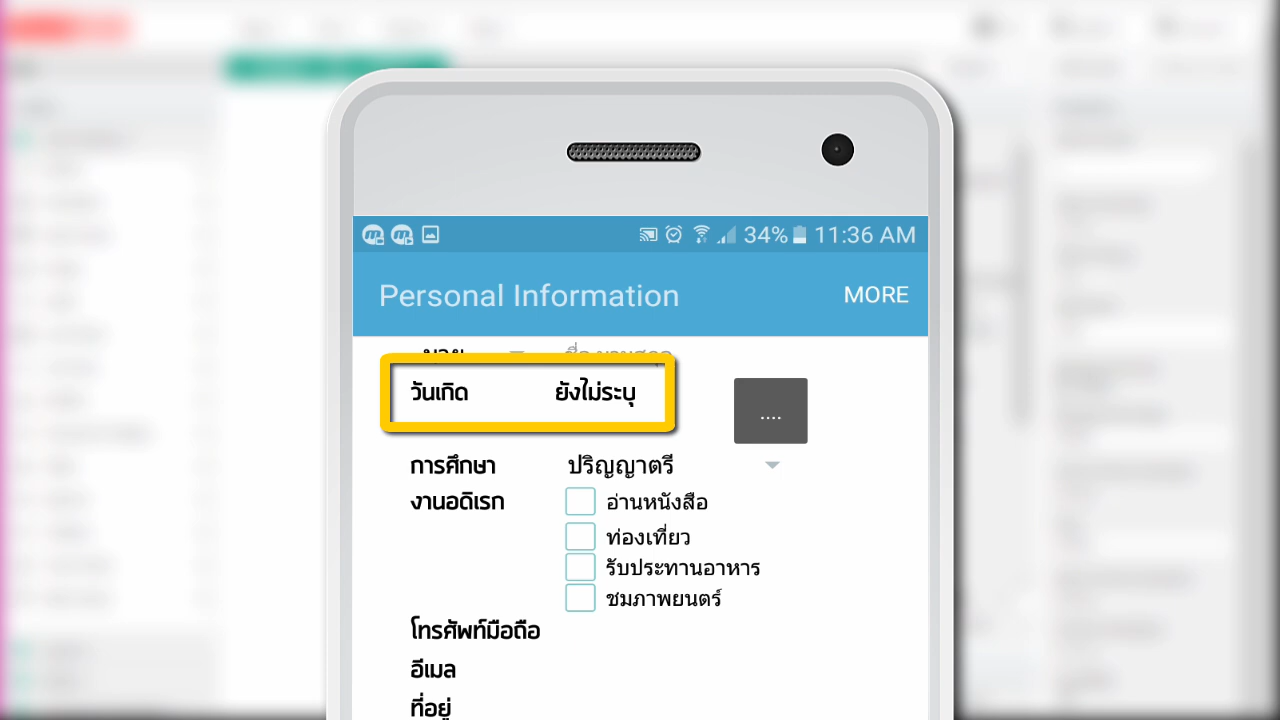 34% 11:36 AM
Personal Information MORE
วันเกิด ยังไม่ระบุ
....
การศึกษา ปริญญาตรี
งานอดิเรก อ่านหนังสือ
ท่องเที่ยว
รับประทานอาหาร
ชมภาพยนตร์
โทรศัพท์มือถือ
อีเมล
ที่อยู่